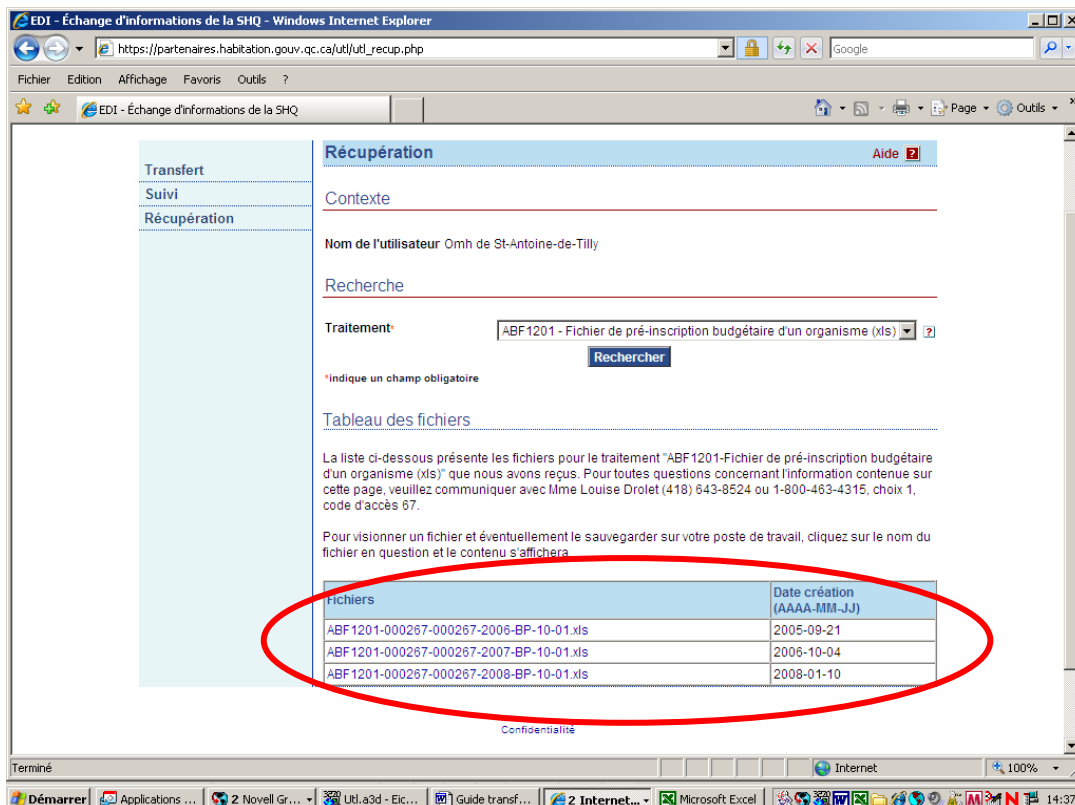 EDI - Échange d'informations de la SHQ - Windows Internet Explorer
https://partenaires.habitation.gouv.qc.ca/utl/utl_recup.php
Google
Fichier Edition Affichage Favoris Outils ?
EDI - Échange d'informations de la SHQ
Page Outils »
Transfert
Suivi
Récupération
Récupération Aide ?
Contexte
Nom de l'utilisateur Omh de St-Antoine-de-Tilly
Recherche
Traitement* ABF1201 - Fichier de pré-inscription budgétaire d'un organisme (xls) ?
Rechercher
*indique un champ obligatoire
Tableau des fichiers
La liste ci-dessous présente les fichiers pour le traitement "ABF1201-Fichier de pré-inscription budgétaire
d'un organisme (xls)" que nous avons reçus. Pour toutes questions concernant l'information contenue sur
cette page, veuillez communiquer avec Mme Louise Drolet (418) 643-8524 ou 1-800-463-4315, choix 1,
code d'accès 67.
Pour visionner un fichier et éventuellement le sauvegarder sur votre poste de travail, cliquez sur le nom du
fichier en question et le contenu s'affichera
Fichiers Date création
(AAAA-MM-JJ)
ABF1201-000267-000267-2006-BP-10-01.xls 2005-09-21
ABF1201-000267-000267-2007-BP-10-01.xls 2006-10-04
ABF1201-000267-000267-2008-BP-10-01.xls 2008-01-10
Confidentialité
Terminé Internet 100%
Démarrer Applications ... 2 Novell Gr... Utl.a3d - Eic... Guide transf... 2 Internet... Microsoft Excel 14:37